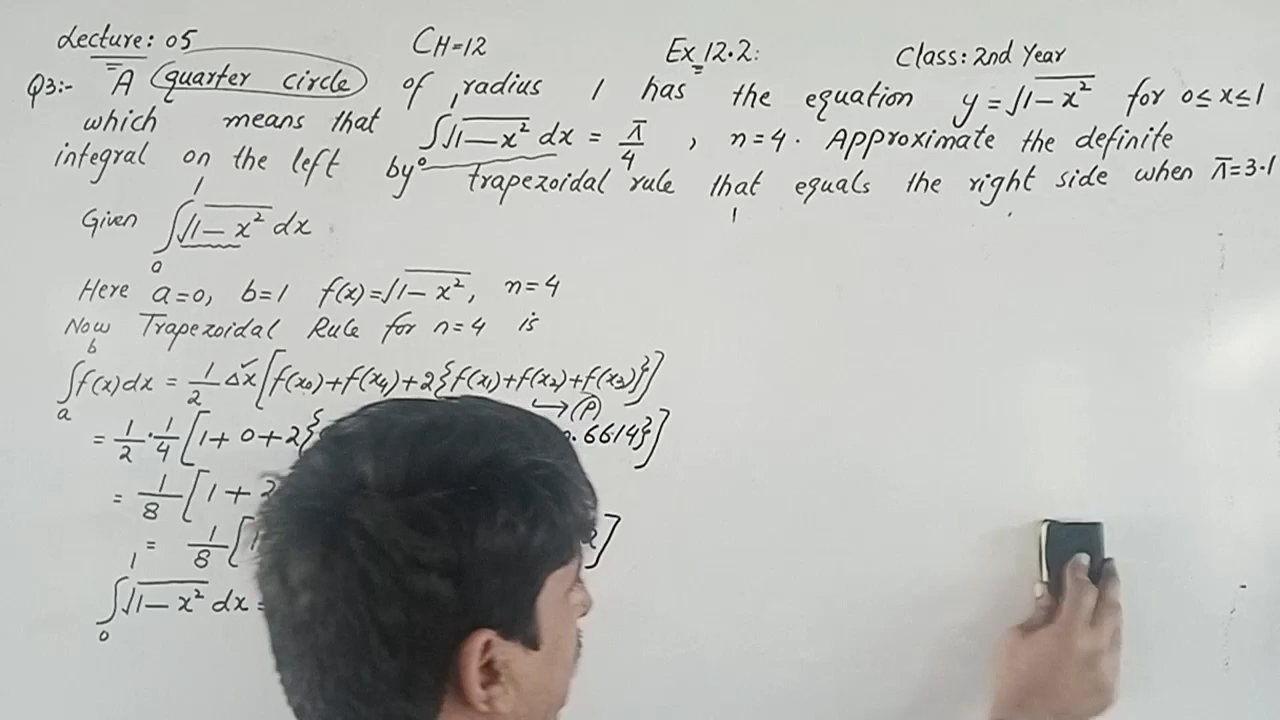 Lecture: 05 CH=12 Ex 12.2: Class: 2nd Year
Q3:- A quarter circle of radius 1 has the equation y = √1-x² for 0≤x≤1
which means that ∫₀¹ √1-x² dx = π/4 , n=4. Approximate the definite
integral on the left by trapezoidal rule that equals the right side when π=3.1
Given ∫₀¹ √1-x² dx
Here a=0, b=1 f(x)=√1-x², n=4
Now Trapezoidal Rule for n=4 is
∫ₐᵇ f(x)dx = 1/2 Δx[f(x₀)+f(x₄)+2{f(x₁)+f(x₂)+f(x₃)}]
→(P)
= 1/2 · 1/4 [1+0+2{ .6614}]
= 1/8 [1+2
= 1/8 [1 ]
∫₀¹ √1-x² dx =